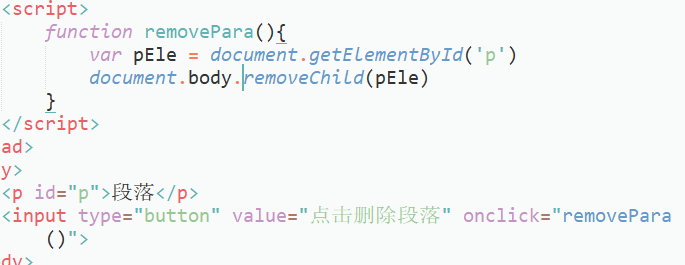 <script>
function removePara(){
var pEle = document.getElementById('p')
document.body.removeChild(pEle)
}
</script>
ad>
y>
<p id="p">段落</p>
<input type="button" value="点击删除段落" onclick="removePara
()">
dy>